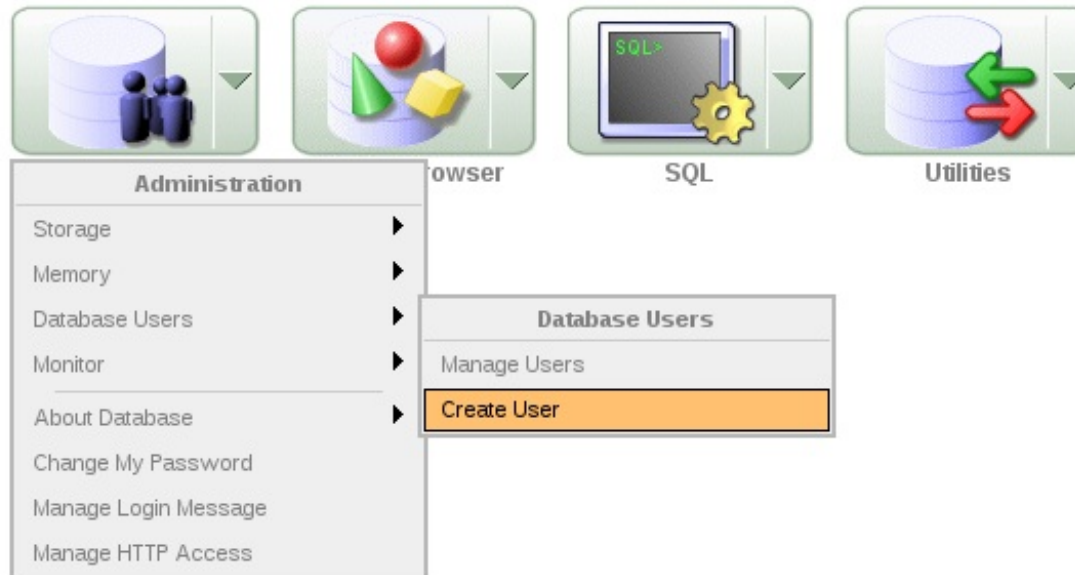 SQL>
owser
SQL
Utilities
Administration
Storage
Memory
Database Users
Monitor
About Database
Change My Password
Manage Login Message
Manage HTTP Access
Database Users
Manage Users
Create User